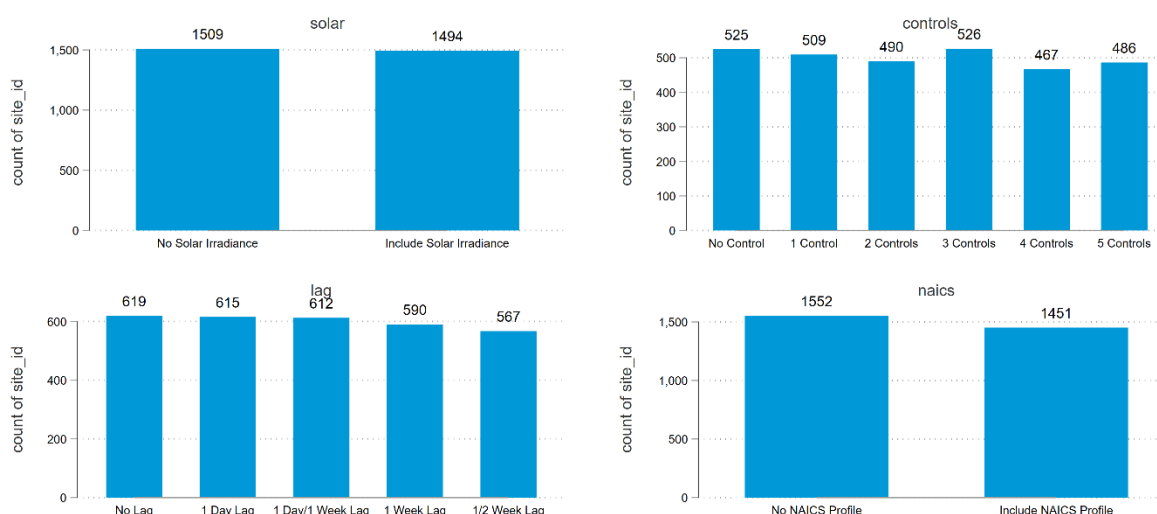 solar
count of site_id
1,500
1,000
500
0
1509
1494
No Solar Irradiance
Include Solar Irradiance
controls
count of site_id
500
400
300
200
100
0
525
509
490
526
467
486
No Control
1 Control
2 Controls
3 Controls
4 Controls
5 Controls
lag
count of site_id
600
400
200
0
619
615
612
590
567
No Lag
1 Day Lag
1 Day/1 Week Lag
1 Week Lag
1/2 Week Lag
naics
count of site_id
1,500
1,000
500
0
1552
1451
No NAICS Profile
Include NAICS Profile